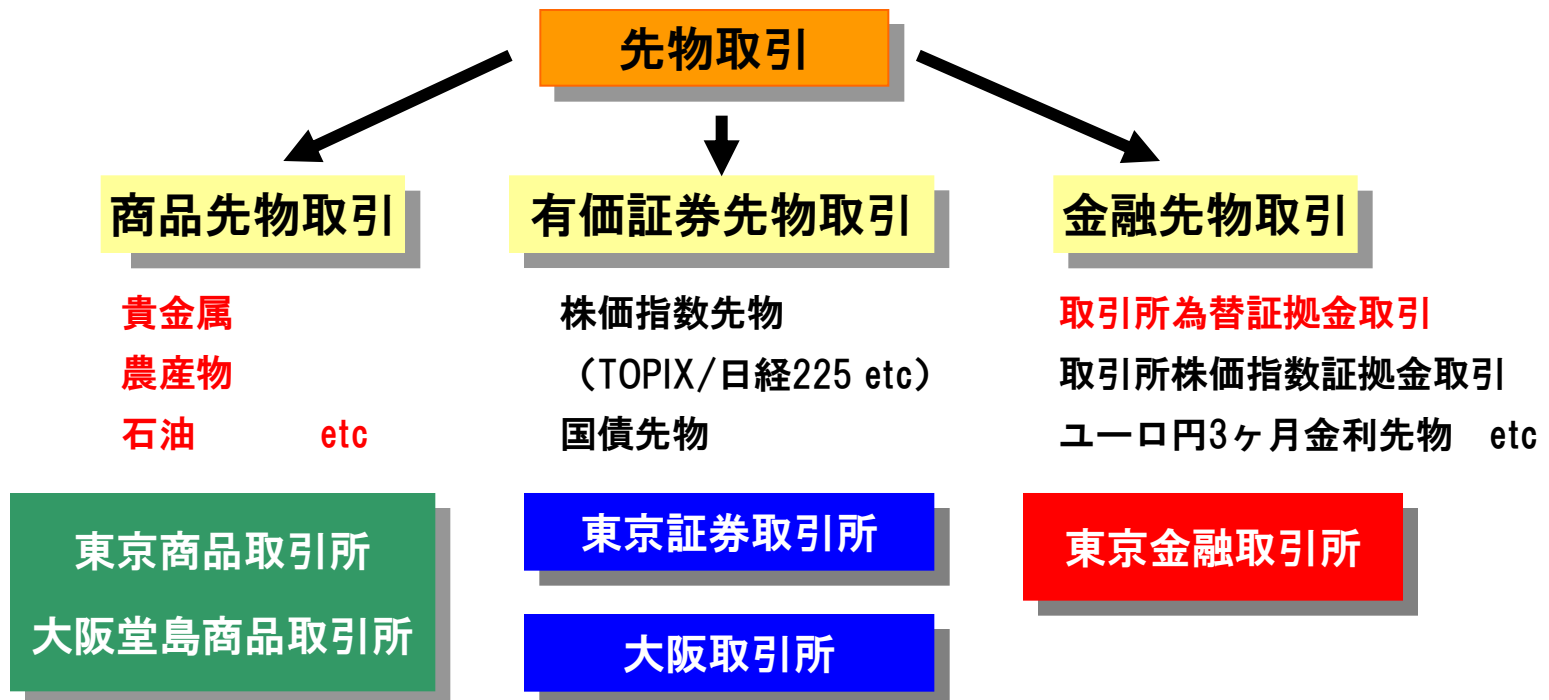 先物取引
商品先物取引
貴金属
農産物
石油 etc
東京商品取引所
大阪堂島商品取引所
有価証券先物取引
株価指数先物
（TOPIX/日経225 etc）
国債先物
東京証券取引所
大阪取引所
金融先物取引
取引所為替証拠金取引
取引所株価指数証拠金取引
ユーロ円3ヶ月金利先物 etc
東京金融取引所